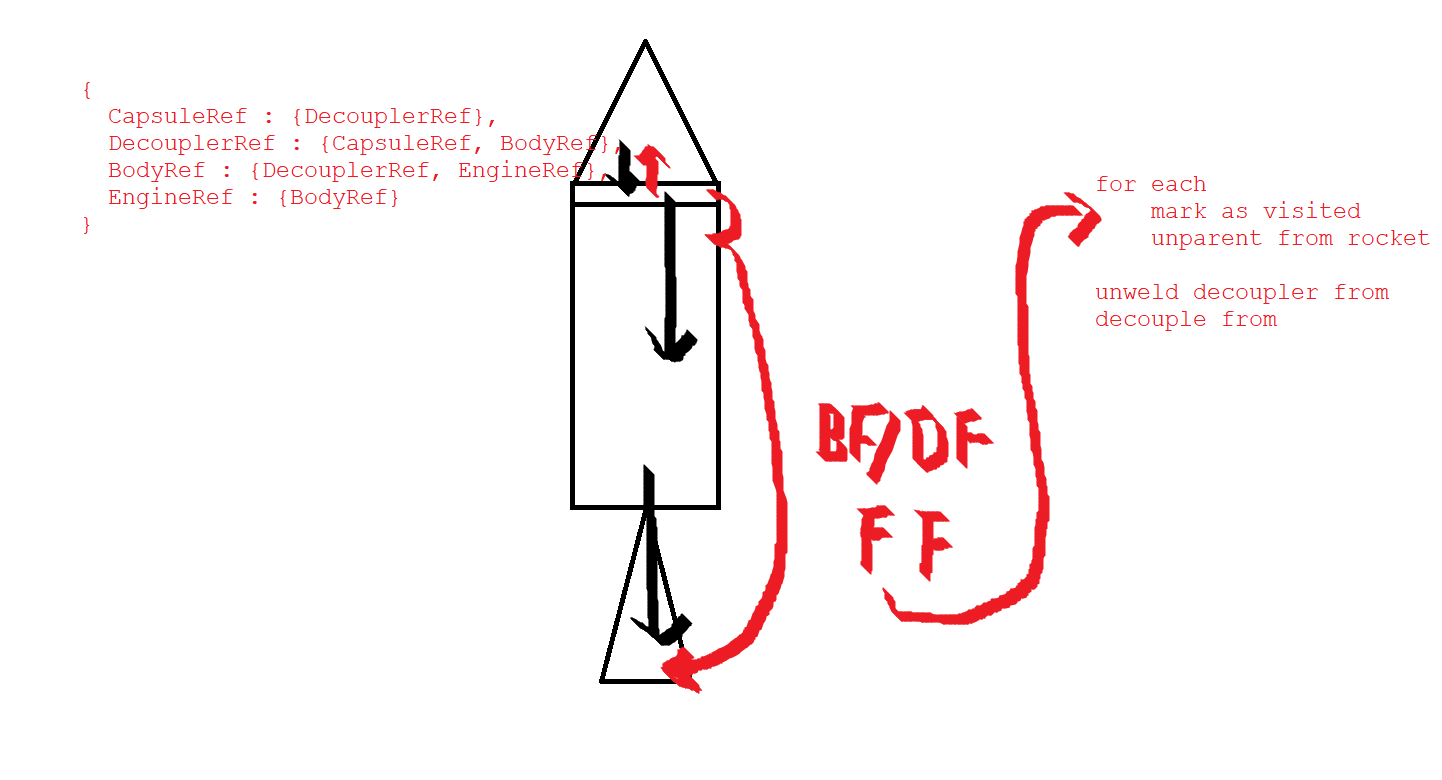 {
CapsuleRef : {DecouplerRef},
DecouplerRef : {CapsuleRef, BodyRef},
BodyRef : {DecouplerRef, EngineRef},
EngineRef : {BodyRef}
}
for each
mark as visited
unparent from rocket
unweld decoupler from
decouple from
BF/DF
FF